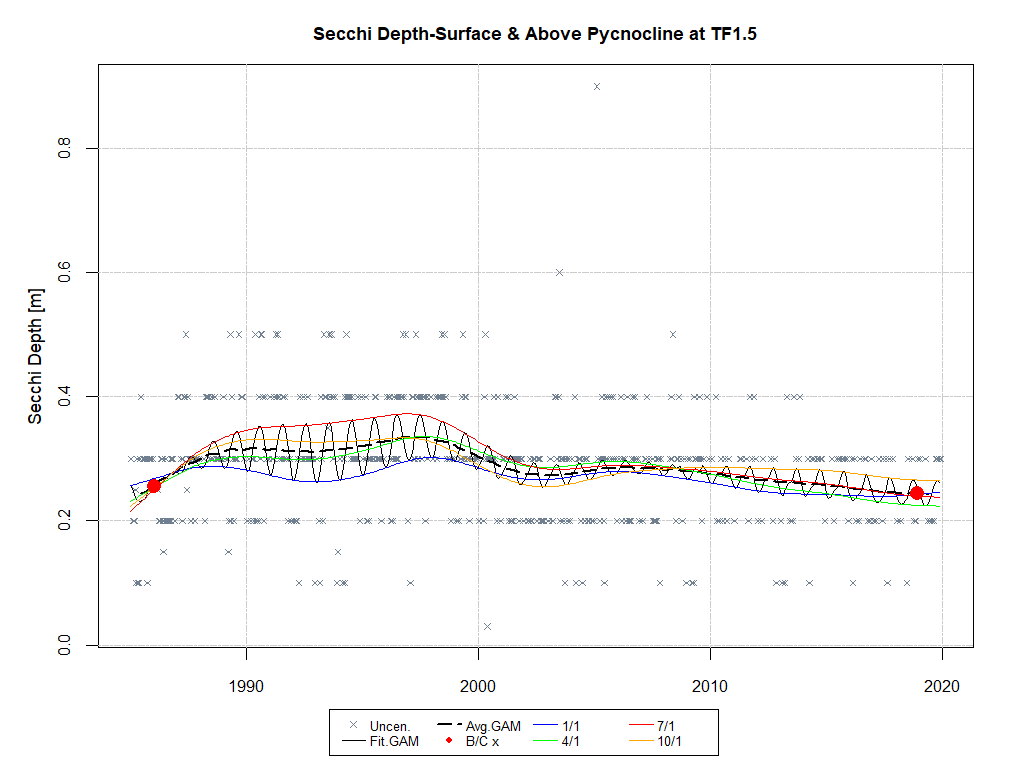 Secchi Depth-Surface & Above Pycnocline at TF1.5
Secchi Depth [m]
0.8
0.6
0.4
0.2
0.0
1990 2000 2010 2020
Uncen. Avg.GAM 1/1 7/1
Fit.GAM B/C x 4/1 10/1